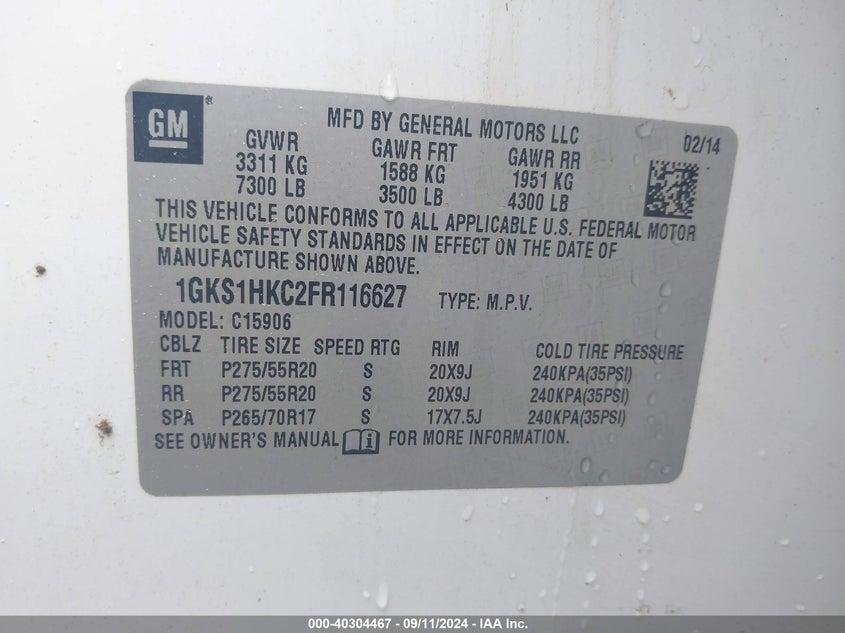 GM®
MFD BY GENERAL MOTORS LLC
02/14
GVWR GAWR FRT GAWR RR
3311 KG 1588 KG 1951 KG
7300 LB 3500 LB 4300 LB
THIS VEHICLE CONFORMS TO ALL APPLICABLE U.S. FEDERAL MOTOR
VEHICLE SAFETY STANDARDS IN EFFECT ON THE DATE OF
MANUFACTURE SHOWN ABOVE.
1GKS1HKC2FR116627 TYPE: M.P.V.
MODEL: C15906
CBLZ TIRE SIZE SPEED RTG RIM COLD TIRE PRESSURE
FRT P275/55R20 S 20X9J 240KPA(35PSI)
RR P275/55R20 S 20X9J 240KPA(35PSI)
SPA P265/70R17 S 17X7.5J 240KPA(35PSI)
SEE OWNER'S MANUAL i FOR MORE INFORMATION.
000-40304467 - 09/11/2024 - IAA Inc.